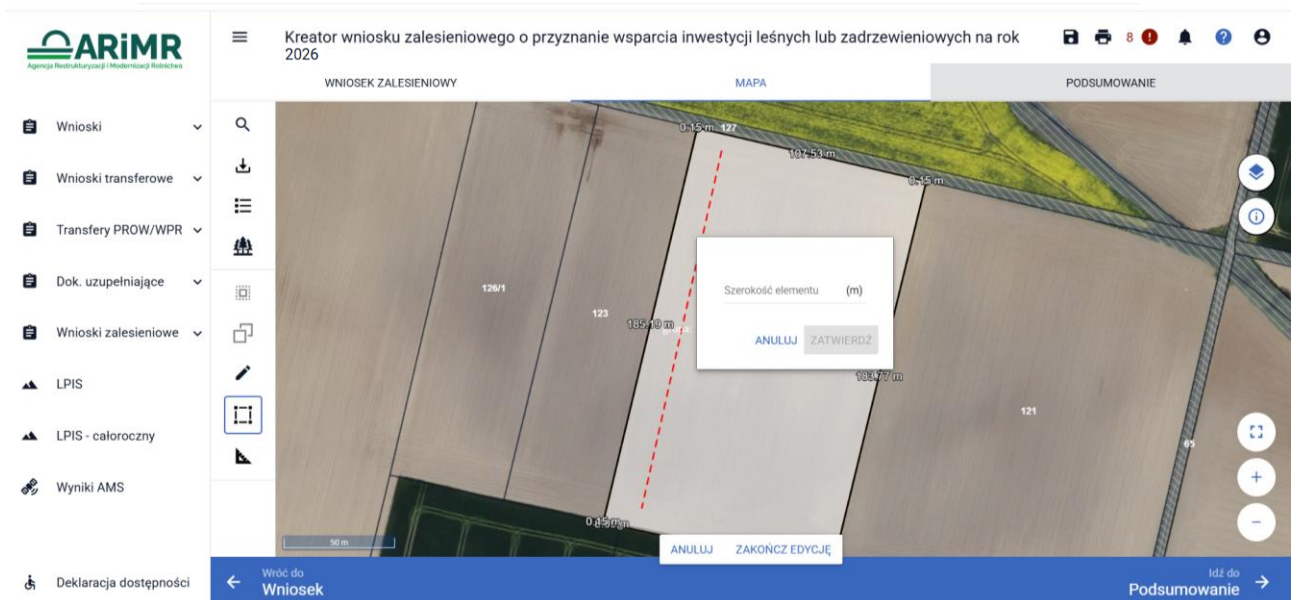 ARiMR
Agencja Restrukturyzacji i Modernizacji Rolnictwa
Kreator wniosku zalesieniowego o przyznanie wsparcia inwestycji leśnych lub zadrzewieniowych na rok
2026
8
WNIOSEK ZALESIENIOWY
MAPA
PODSUMOWANIE
Wnioski
Wnioski transferowe
Transfery PROW/WPR
Dok. uzupełniające
Wnioski zalesieniowe
LPIS
LPIS - całoroczny
Wyniki AMS
Deklaracja dostępności
0.15 m
127
107.53 m
0.15 m
126/1
123
185.19 m
183.77 m
121
65
0.15 m
50 m
Szerokość elementu (m)
ANULUJ ZATWIERDŹ
ANULUJ ZAKOŃCZ EDYCJĘ
Wróć do
Wniosek
Idź do
Podsumowanie